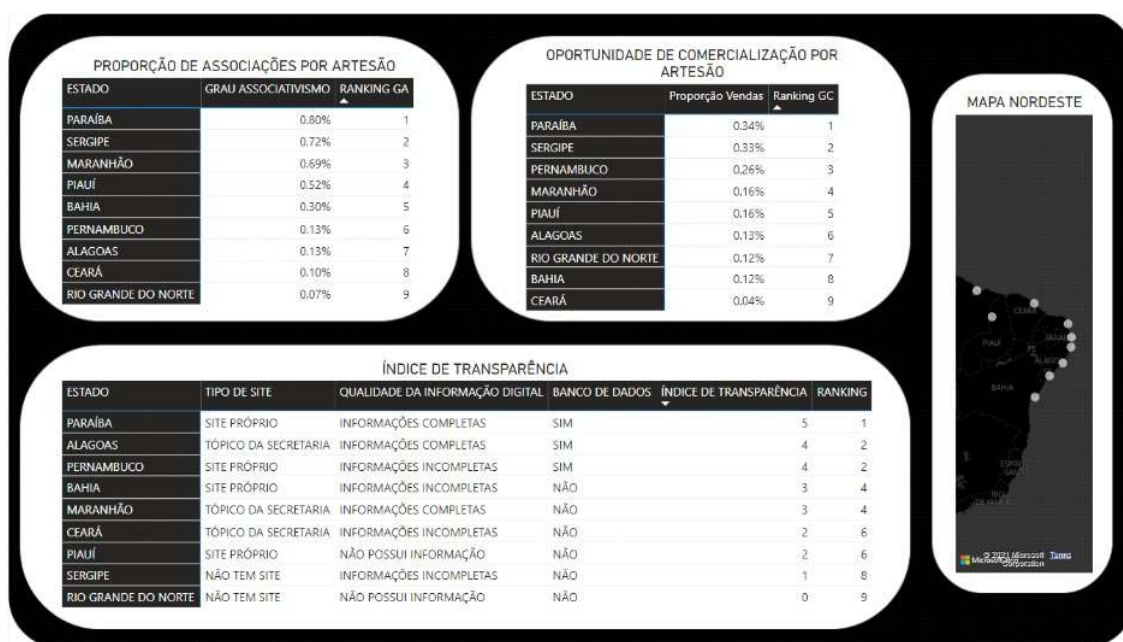 PROPORÇÃO DE ASSOCIAÇÕES POR ARTESÃO
ESTADO GRAU ASSOCIATIVISMO RANKING GA
PARAÍBA 0.80% 1
SERGIPE 0.72% 2
MARANHÃO 0.69% 3
PIAUÍ 0.52% 4
BAHIA 0.30% 5
PERNAMBUCO 0.13% 6
ALAGOAS 0.13% 7
CEARÁ 0.10% 8
RIO GRANDE DO NORTE 0.07% 9
OPORTUNIDADE DE COMERCIALIZAÇÃO POR
ARTESÃO
ESTADO Proporção Vendas Ranking GC
PARAÍBA 0.34% 1
SERGIPE 0.33% 2
PERNAMBUCO 0.26% 3
MARANHÃO 0.16% 4
PIAUÍ 0.16% 5
ALAGOAS 0.13% 6
RIO GRANDE DO NORTE 0.12% 7
BAHIA 0.12% 8
CEARÁ 0.04% 9
MAPA NORDESTE
CEARÁ
PIAUÍ
PE
BAHIA
© 2021 Microsoft Terms
Corporation
ÍNDICE DE TRANSPARÊNCIA
ESTADO TIPO DE SITE QUALIDADE DA INFORMAÇÃO DIGITAL BANCO DE DADOS ÍNDICE DE TRANSPARÊNCIA RANKING
PARAÍBA SITE PRÓPRIO INFORMAÇÕES COMPLETAS SIM 5 1
ALAGOAS TÓPICO DA SECRETARIA INFORMAÇÕES COMPLETAS SIM 4 2
PERNAMBUCO SITE PRÓPRIO INFORMAÇÕES INCOMPLETAS SIM 4 2
BAHIA SITE PRÓPRIO INFORMAÇÕES INCOMPLETAS NÃO 3 4
MARANHÃO TÓPICO DA SECRETARIA INFORMAÇÕES COMPLETAS NÃO 3 4
CEARÁ TÓPICO DA SECRETARIA INFORMAÇÕES INCOMPLETAS NÃO 2 6
PIAUÍ SITE PRÓPRIO NÃO POSSUI INFORMAÇÃO NÃO 2 6
SERGIPE NÃO TEM SITE INFORMAÇÕES INCOMPLETAS NÃO 1 8
RIO GRANDE DO NORTE NÃO TEM SITE NÃO POSSUI INFORMAÇÃO NÃO 0 9